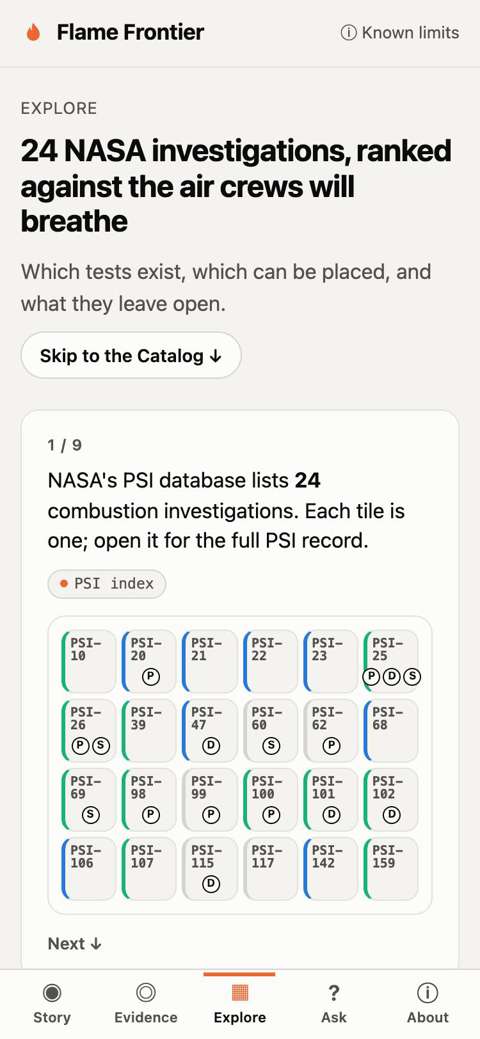 Flame Frontier
ⓘ Known limits
EXPLORE
24 NASA investigations, ranked
against the air crews will
breathe
Which tests exist, which can be placed, and
what they leave open.
Skip to the Catalog ↓
1 / 9
NASA's PSI database lists 24
combustion investigations. Each tile is
one; open it for the full PSI record.
PSI index
PSI-
10
PSI-
20
P
PSI-
21
PSI-
22
PSI-
23
PSI-
25
P D S
PSI-
26
P S
PSI-
39
PSI-
47
D
PSI-
60
S
PSI-
62
P
PSI-
68
PSI-
69
S
PSI-
98
P
PSI-
99
P
PSI-
100
P
PSI-
101
D
PSI-
102
D
PSI-
106
PSI-
107
PSI-
115
D
PSI-
117
PSI-
142
PSI-
159
Next ↓
Story
Evidence
Explore
?
Ask
About